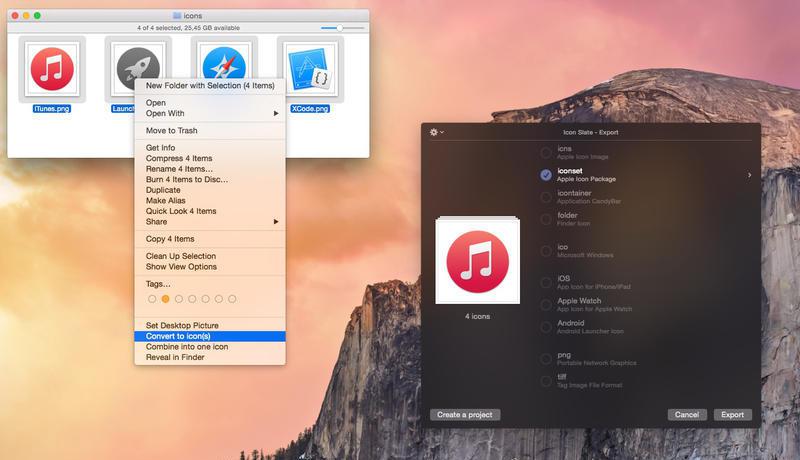 icons
4 of 4 selected, 25,45 GB available
iTunes.png
Launc
XCode.png
New Folder with Selection (4 Items)
Open
Open With
Move to Trash
Get Info
Compress 4 Items
Rename 4 Items…
Burn 4 Items to Disc…
Duplicate
Make Alias
Quick Look 4 Items
Share
Copy 4 Items
Clean Up Selection
Show View Options
Tags…
Set Desktop Picture
Convert to icon(s)
Combine into one icon
Reveal in Finder
Icon Slate - Export
icns
Apple Icon Image
iconset
Apple Icon Package
icontainer
Application CandyBar
folder
Finder Icon
ico
Microsoft Windows
iOS
App Icon for iPhone/iPad
Apple Watch
App Icon for Apple Watch
Android
Android Launcher Icon
png
Portable Network Graphics
tiff
Tag Image File Format
4 icons
Create a project
Cancel
Export